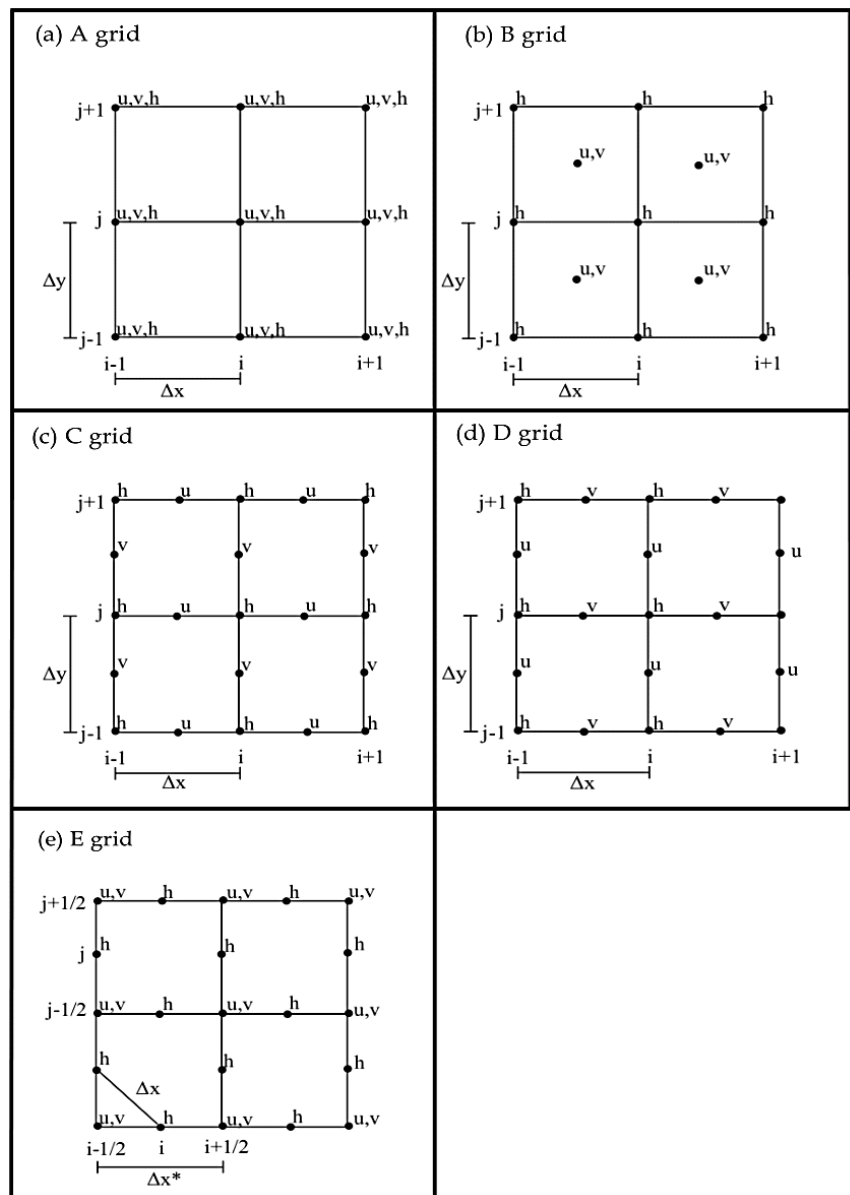 (a) A grid
j+1 u,v,h u,v,h u,v,h
j u,v,h u,v,h u,v,h
Δy
j-1 u,v,h u,v,h u,v,h
i-1 i i+1
Δx
(b) B grid
j+1 h h h
u,v u,v
j h h h
Δy u,v u,v
j-1 h h h
i-1 i i+1
Δx
(c) C grid
j+1 h u h u h
v v v
j h u h u h
Δy v v v
j-1 h u h u h
i-1 i i+1
Δx
(d) D grid
j+1 h v h v
u u u
j h v h v
Δy u u u
j-1 h v h v
i-1 i i+1
Δx
(e) E grid
j+1/2 u,v h u,v h u,v
j h h h
j-1/2 u,v h u,v h u,v
h h h
Δx
u,v h u,v h u,v
i-1/2 i i+1/2
Δx*